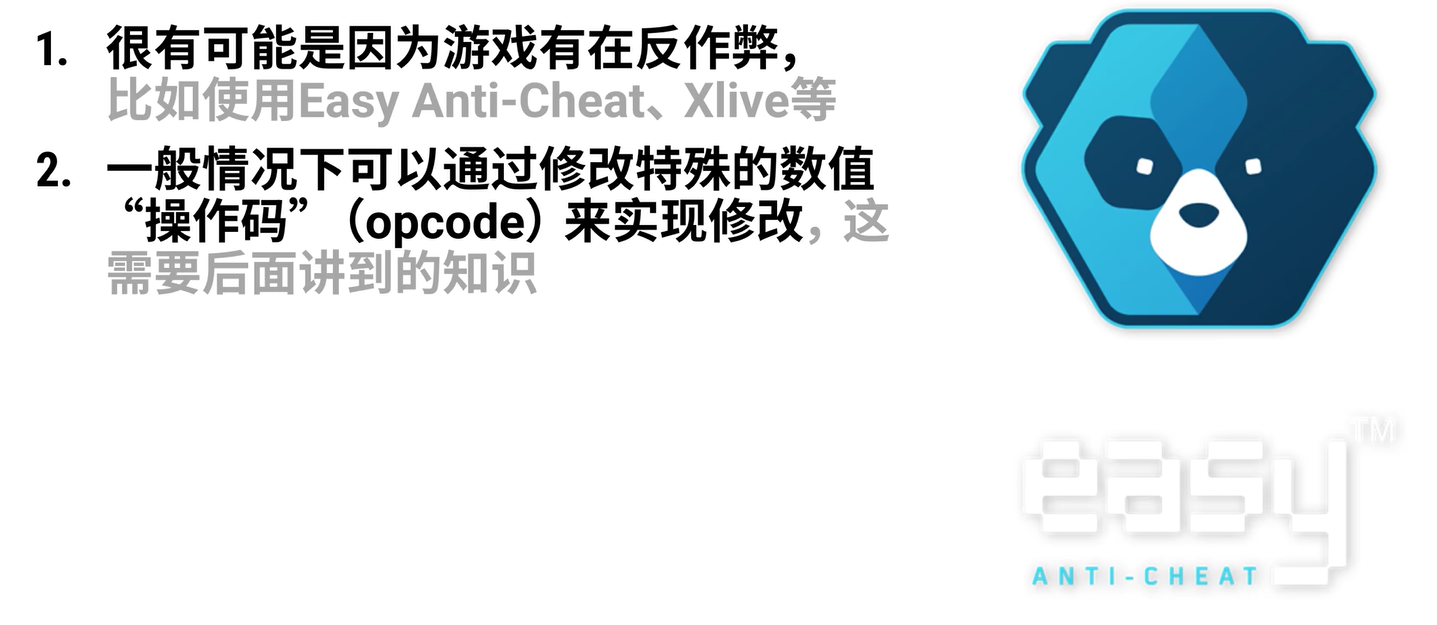 1. 很有可能是因为游戏有在反作弊，
比如使用Easy Anti-Cheat、Xlive等
2. 一般情况下可以通过修改特殊的数值
“操作码”（opcode）来实现修改，这
需要后面讲到的知识
easy™
ANTI-CHEAT